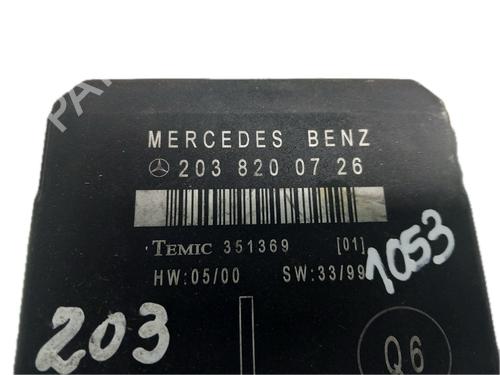 MERCEDES BENZ
203 820 07 26
TEMIC 351369 [01]
HW:05/00 SW:33/99
1053
203
Q6